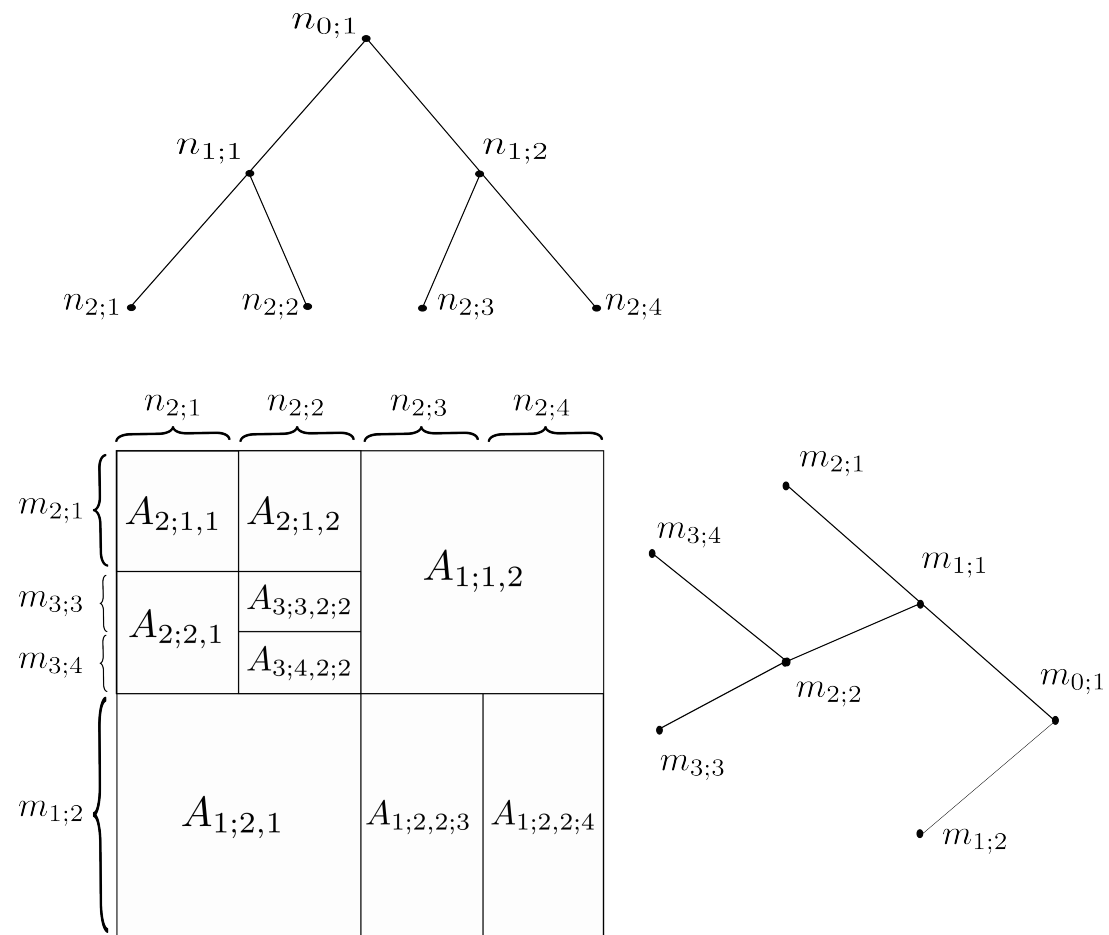 n_{0;1}
n_{1;1} n_{1;2}
n_{2;1} n_{2;2} n_{2;3} n_{2;4}
n_{2;1} n_{2;2} n_{2;3} n_{2;4}
m_{2;1}
m_{3;3}
m_{3;4}
m_{1;2}
A_{2;1,1} A_{2;1,2}
A_{1;1,2}
A_{2;2,1}
A_{3;3,2;2}
A_{3;4,2;2}
A_{1;2,1} A_{1;2,2;3} A_{1;2,2;4}
m_{2;1}
m_{3;4}
m_{1;1}
m_{0;1}
m_{2;2}
m_{3;3}
m_{1;2}